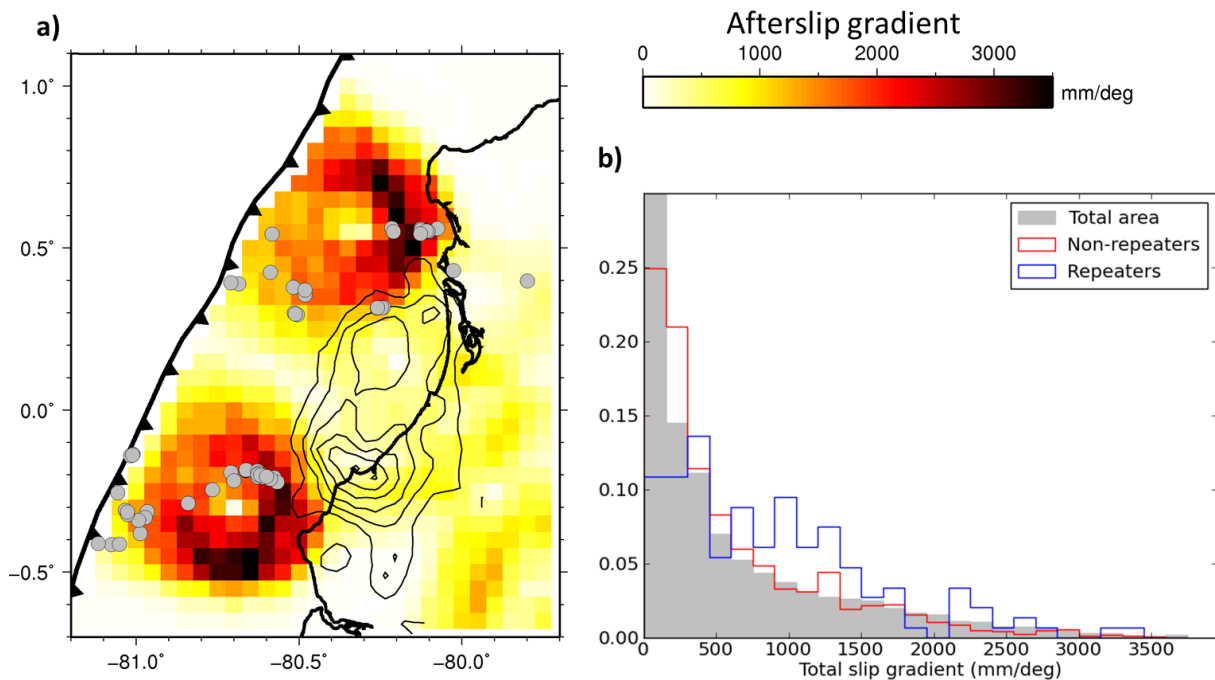 a)
1.0°
0.5°
0.0°
−0.5°
−81.0°
−80.5°
−80.0°
Afterslip gradient
0 1000 2000 3000
mm/deg
b)
Total area
Non-repeaters
Repeaters
0.25
0.20
0.15
0.10
0.05
0.00
0 500 1000 1500 2000 2500 3000 3500
Total slip gradient (mm/deg)